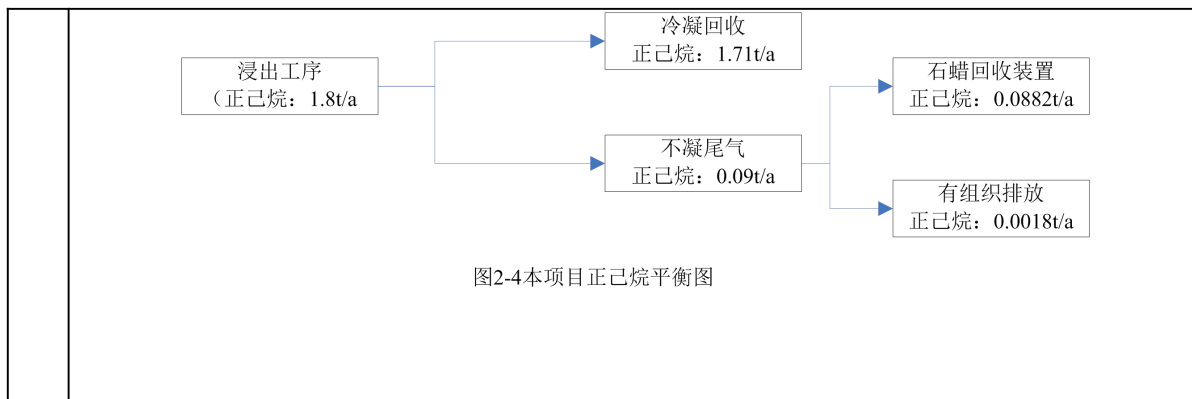 浸出工序
（正己烷：1.8t/a
冷凝回收
正己烷：1.71t/a
不凝尾气
正己烷：0.09t/a
石蜡回收装置
正己烷：0.0882t/a
有组织排放
正己烷：0.0018t/a
图2-4本项目正己烷平衡图